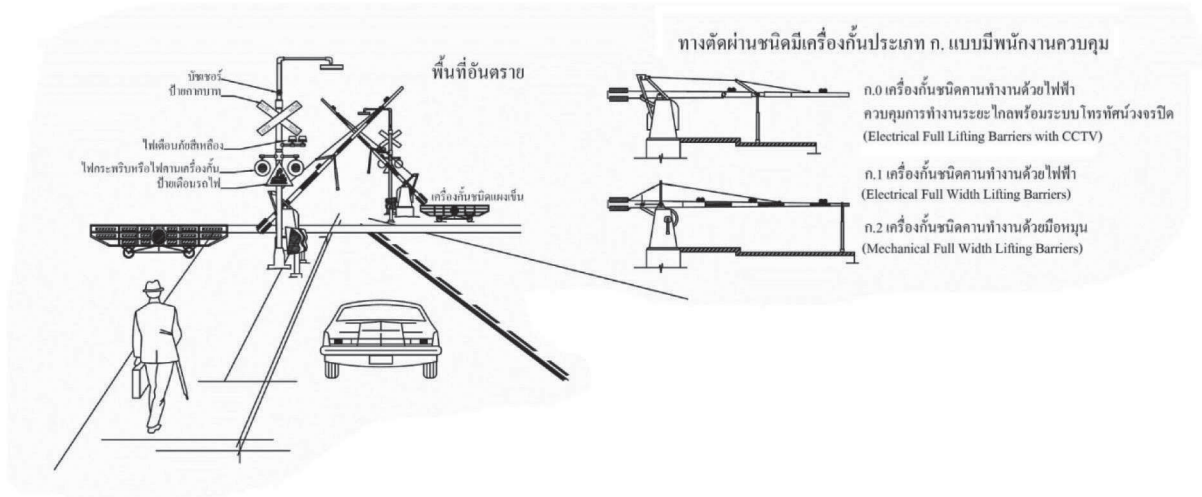 ทางตัดผ่านชนิดมีเครื่องกั้นประเภท ก. แบบมีพนักงานควบคุม
พื้นที่อันตราย
บัซเซอร์
ป้ายกากบาท
ไฟเตือนภัยสีเหลือง
ไฟกระพริบหรือไฟตามเครื่องกั้น
ป้ายเตือนรถไฟ
เครื่องกั้นชนิดแผงเข็น
ก.0 เครื่องกั้นชนิดคานทำงานด้วยไฟฟ้า
ควบคุมการทำงานระยะไกลพร้อมระบบโทรทัศน์วงจรปิด
(Electrical Full Lifting Barriers with CCTV)
ก.1 เครื่องกั้นชนิดคานทำงานด้วยไฟฟ้า
(Electrical Full Width Lifting Barriers)
ก.2 เครื่องกั้นชนิดคานทำงานด้วยมือหมุน
(Mechanical Full Width Lifting Barriers)